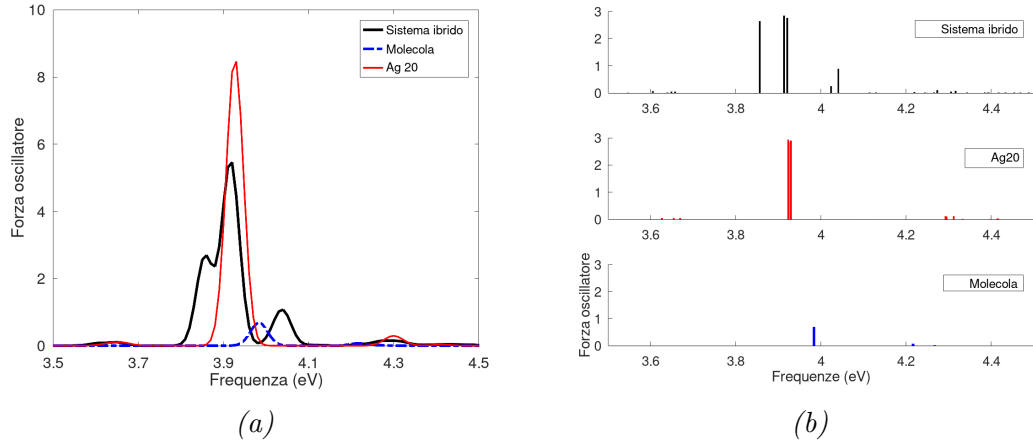 10
8
6
4
2
0
Forza oscillatore
3.5 3.7 3.9 4.1 4.3 4.5
Frequenza (eV)
Sistema ibrido
Molecola
Ag 20
(a)
3
2
1
0
Sistema ibrido
3.6 3.8 4 4.2 4.4
3
2
1
0
Ag20
3.6 3.8 4 4.2 4.4
Forza oscillatore
3
2
1
0
Molecola
3.6 3.8 4 4.2 4.4
Frequenze (eV)
(b)